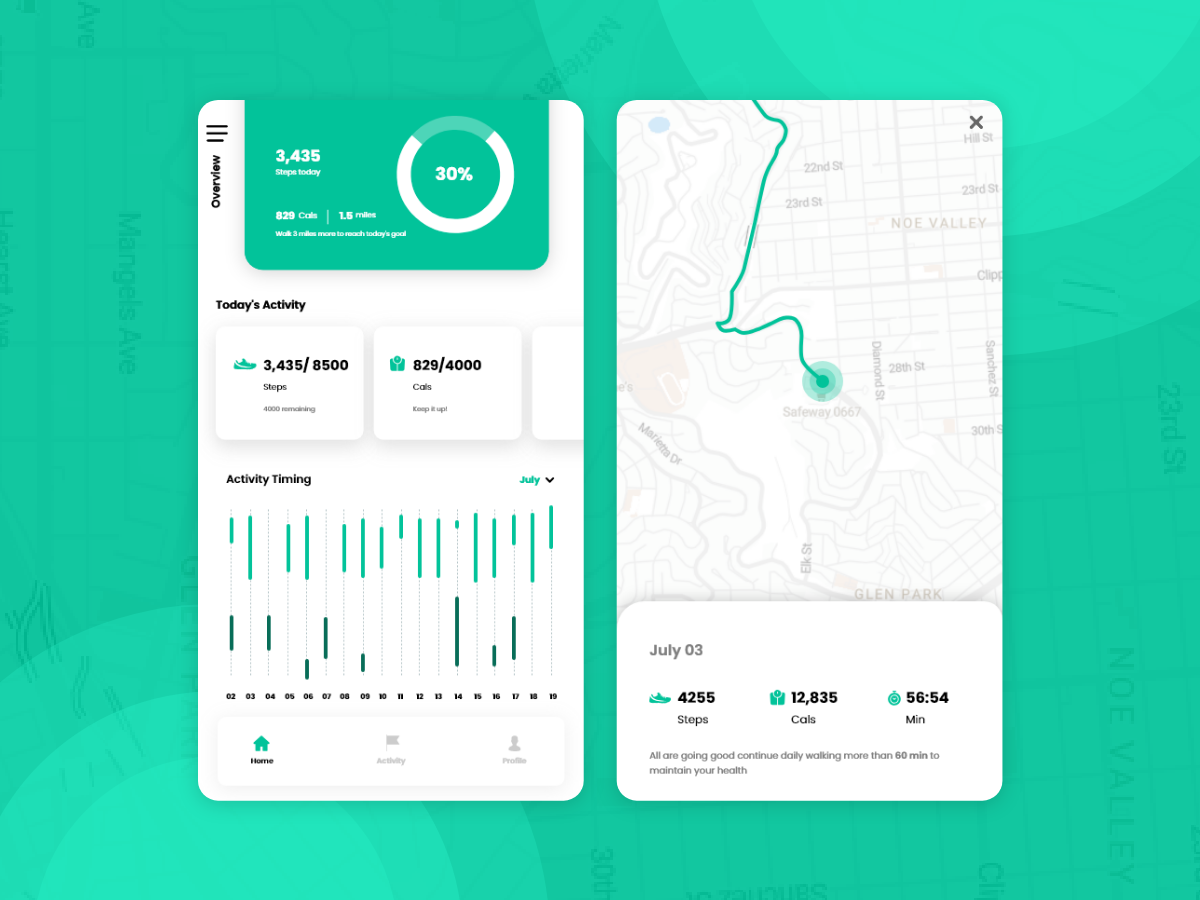 Overview
3,435
Steps today
829 Cals
1.5 miles
Walk 3 miles more to reach today's goal
30%
Today's Activity
3,435/ 8500
Steps
4000 remaining
829/4000
Cals
Keep it up!
Activity Timing
July
02 03 04 05 06 07 08 09 10 11 12 13 14 15 16 17 18 19
Home
Activity
Profile
Hill St
22nd St
23rd St
23rd St
NOE VALLEY
Clipp
Diamond St
28th St
Sanchez St
e's
Safeway 0667
30th S
Marietta Dr
Elk St
GLEN PARK
July 03
4255
Steps
12,835
Cals
56:54
Min
All are going good continue daily walking more than 60 min to
maintain your health
Ave
Marietta
Mangels Ave
Hearst Ave
23rd St
NOE VALLEY
30th
Sanchez St
Cli